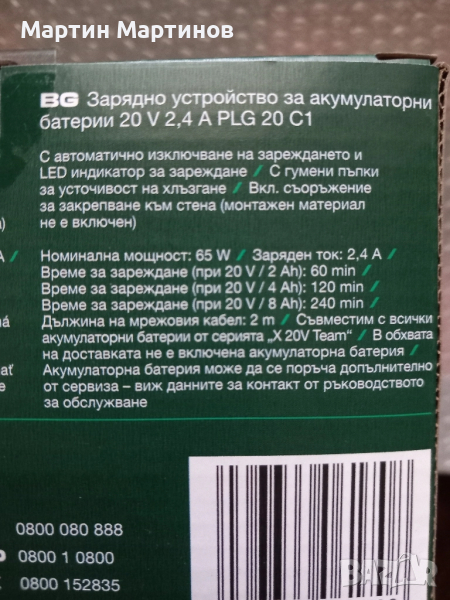 Мартин Мартинов
BG Зарядно устройство за акумулаторни
батерии 20 V 2,4 A PLG 20 C1
С автоматично изключване на зареждането и
LED индикатор за зареждане / С гумени пъпки
за усточивост на хлъзгане / Вкл. съоръжение
за закрепване към стена (монтажен материал
не е включен)
Номинална мощност: 65 W / Заряден ток: 2,4 A /
Време за зареждане (при 20 V / 2 Ah): 60 min /
Време за зареждане (при 20 V / 4 Ah): 120 min /
Време за зареждане (при 20 V / 8 Ah): 240 min /
Дължина на мрежовия кабел: 2 m / Съвместим с всички
акумулаторни батерии от серията „X 20V Team“ / В обхвата
на доставката не е включена акумулаторна батерия /
Акумулаторна батерия може да се поръча допълнително
от сервиза – виж данните за контакт от ръководството
за обслужване
0800 080 888
0800 1 0800
0800 152835
BAZAR